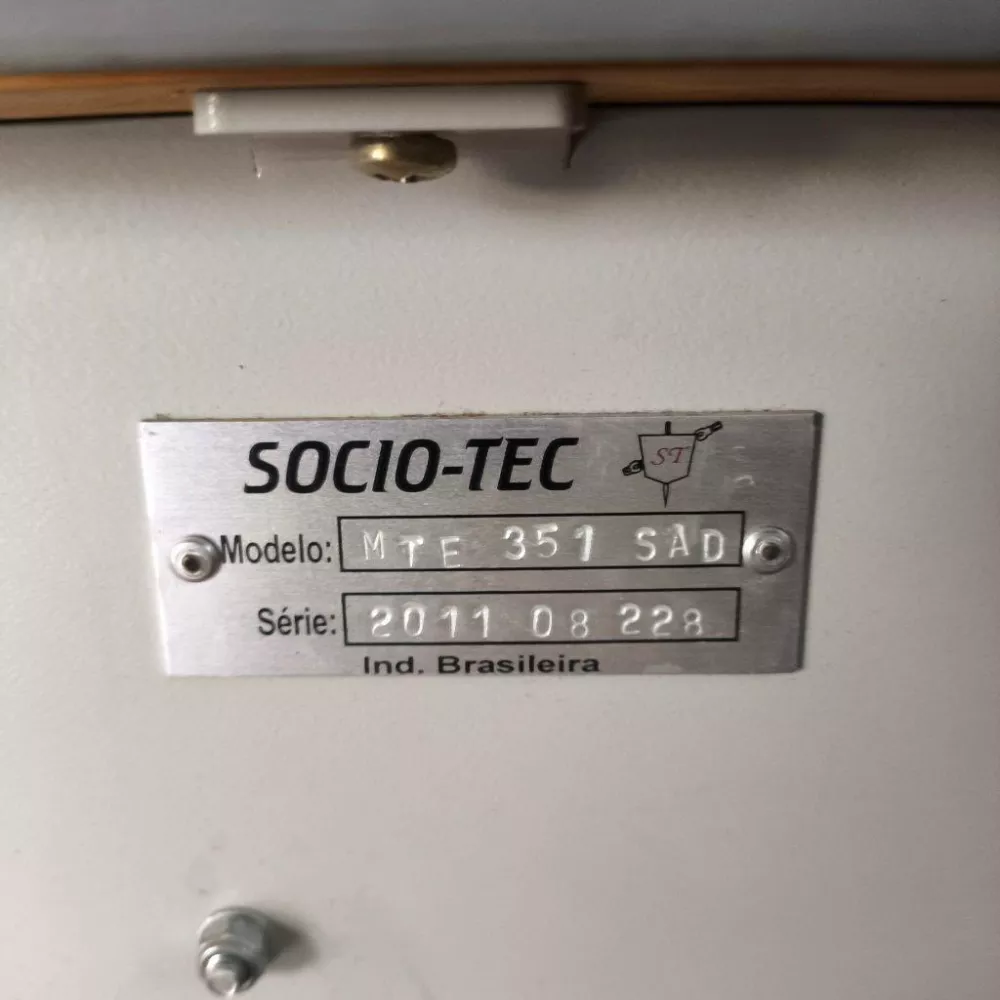 SOCIO-TEC
ST
Modelo: MTE 351 SAD
Série: 2011 08 228
Ind. Brasileira